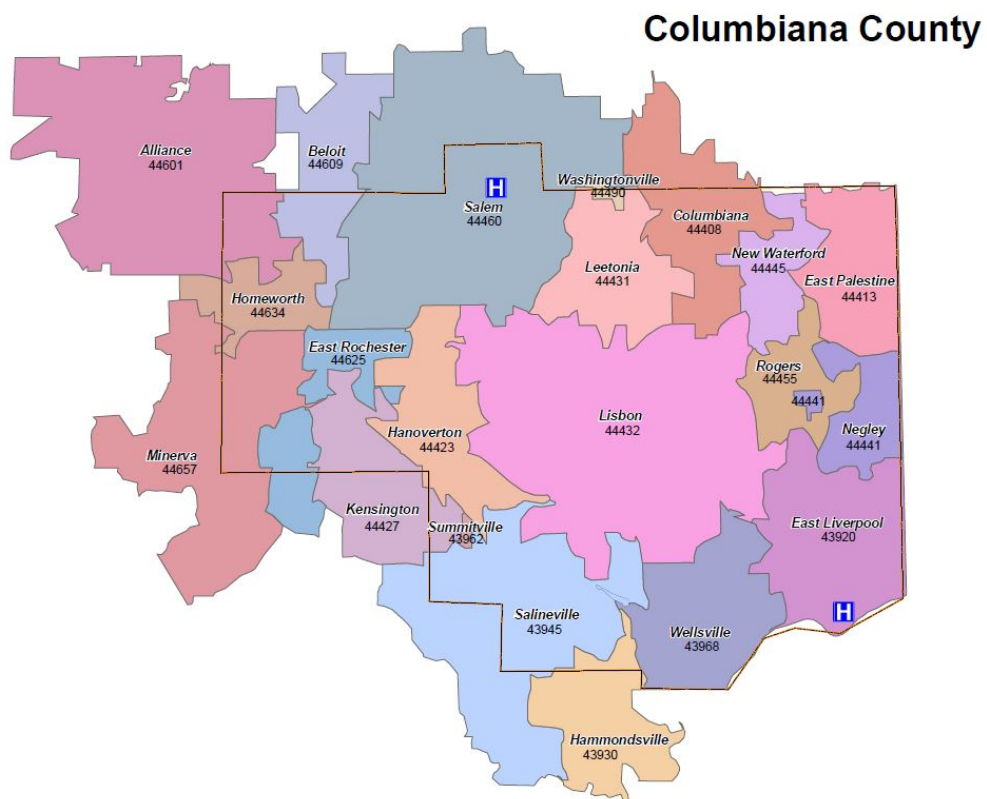 Columbiana County
Alliance
44601
Beloit
44609
H
Washingtonville
44490
Salem
44460
Columbiana
44408
New Waterford
44445
Leetonia
44431
East Palestine
44413
Homeworth
44634
East Rochester
44625
Rogers
44455
44441
Lisbon
44432
Hanoverton
44423
Negley
44441
Minerva
44657
Kensington
44427
Summitville
43962
East Liverpool
43920
H
Salineville
43945
Wellsville
43968
Hammondsville
43930